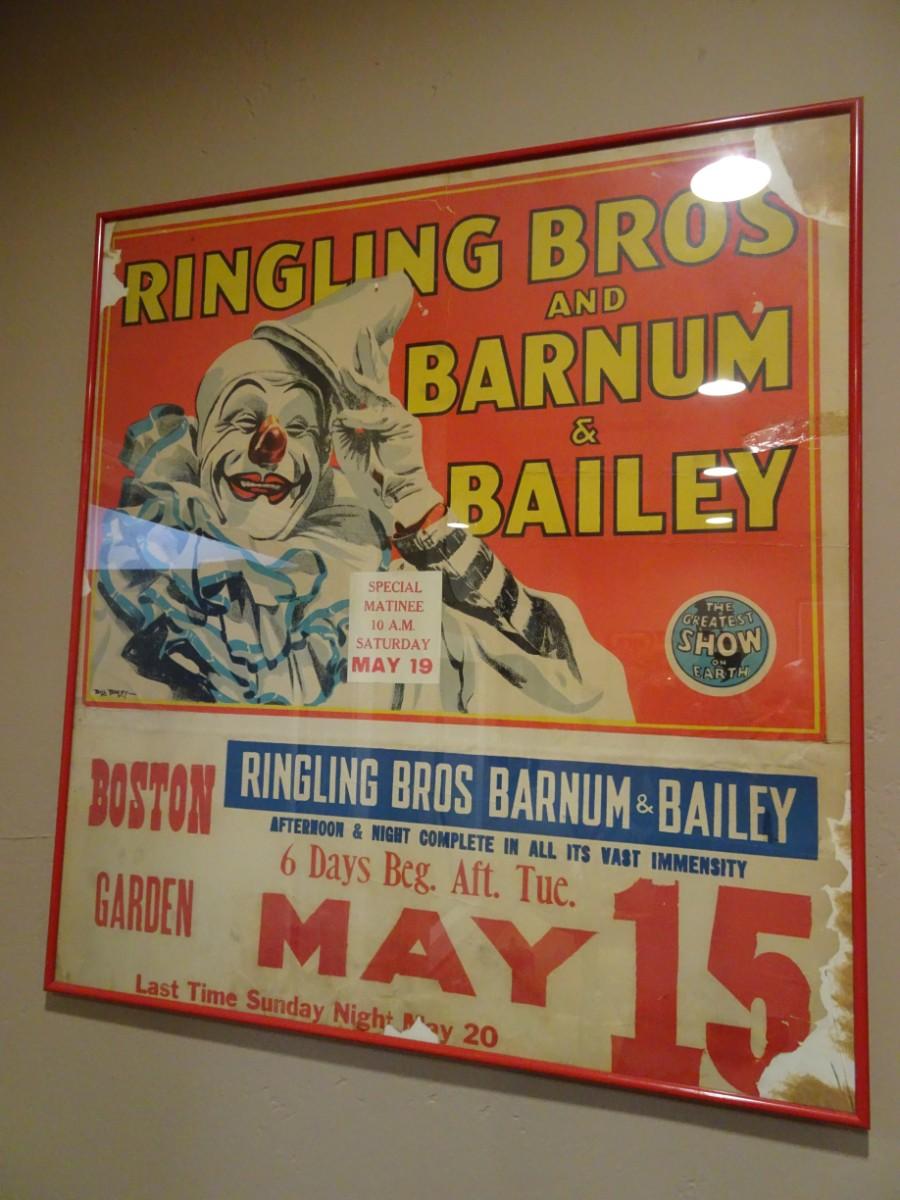 RINGLING BROS
AND
BARNUM
&
BAILEY
SPECIAL
MATINEE
10 A.M.
SATURDAY
MAY 19
THE
GREATEST
SHOW
ON
EARTH
BILL BAILEY
BOSTON
GARDEN
RINGLING BROS BARNUM & BAILEY
AFTERNOON & NIGHT COMPLETE IN ALL ITS VAST IMMENSITY
6 Days Beg. Aft. Tue.
MAY 15
Last Time Sunday Night May 20